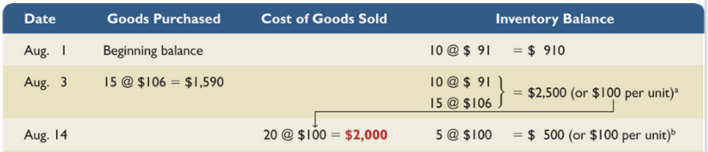 Date Goods Purchased Cost of Goods Sold Inventory Balance
Aug. 1 Beginning balance 10 @ $ 91 = $ 910
Aug. 3 15 @ $106 = $1,590 10 @ $ 91
15 @ $106 } = $2,500 (or $100 per unit)ᵃ
Aug. 14 20 @ $100 = $2,000 5 @ $100 = $ 500 (or $100 per unit)ᵇ